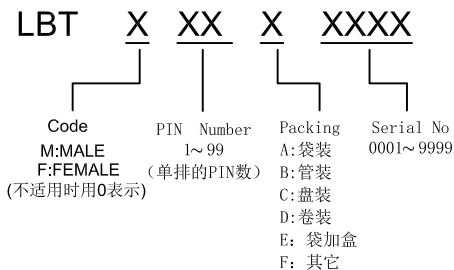 LBT X XX X XXXX
Code
M:MALE
F:FEMALE
(不适用时用0表示)
PIN Number
1~99
(单排的PIN数)
Packing
A:袋装
B:管装
C:盘装
D:卷装
E：袋加盒
F：其它
Serial No
0001~9999